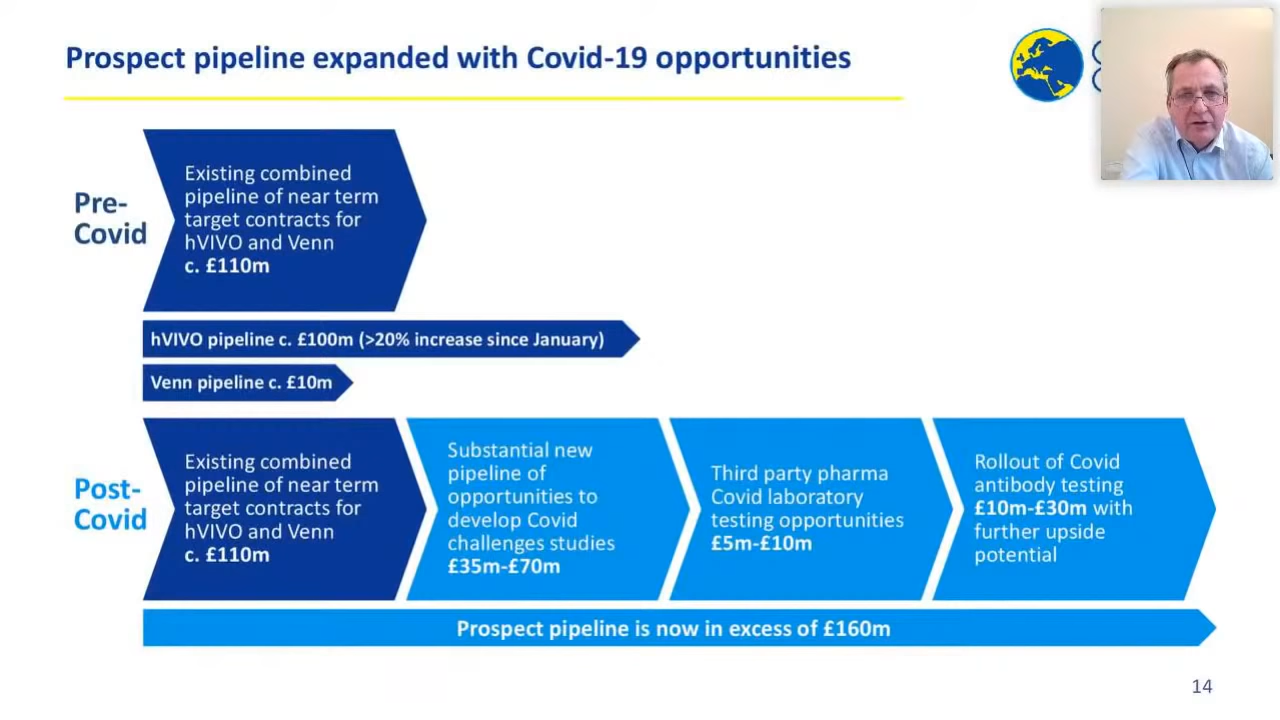 Prospect pipeline expanded with Covid-19 opportunities
Pre-
Covid
Existing combined
pipeline of near term
target contracts for
hVIVO and Venn
c. £110m
hVIVO pipeline c. £100m (>20% increase since January)
Venn pipeline c. £10m
Post-
Covid
Existing combined
pipeline of near term
target contracts for
hVIVO and Venn
c. £110m
Substantial new
pipeline of
opportunities to
develop Covid
challenges studies
£35m-£70m
Third party pharma
Covid laboratory
testing opportunities
£5m-£10m
Rollout of Covid
antibody testing
£10m-£30m with
further upside
potential
Prospect pipeline is now in excess of £160m
14